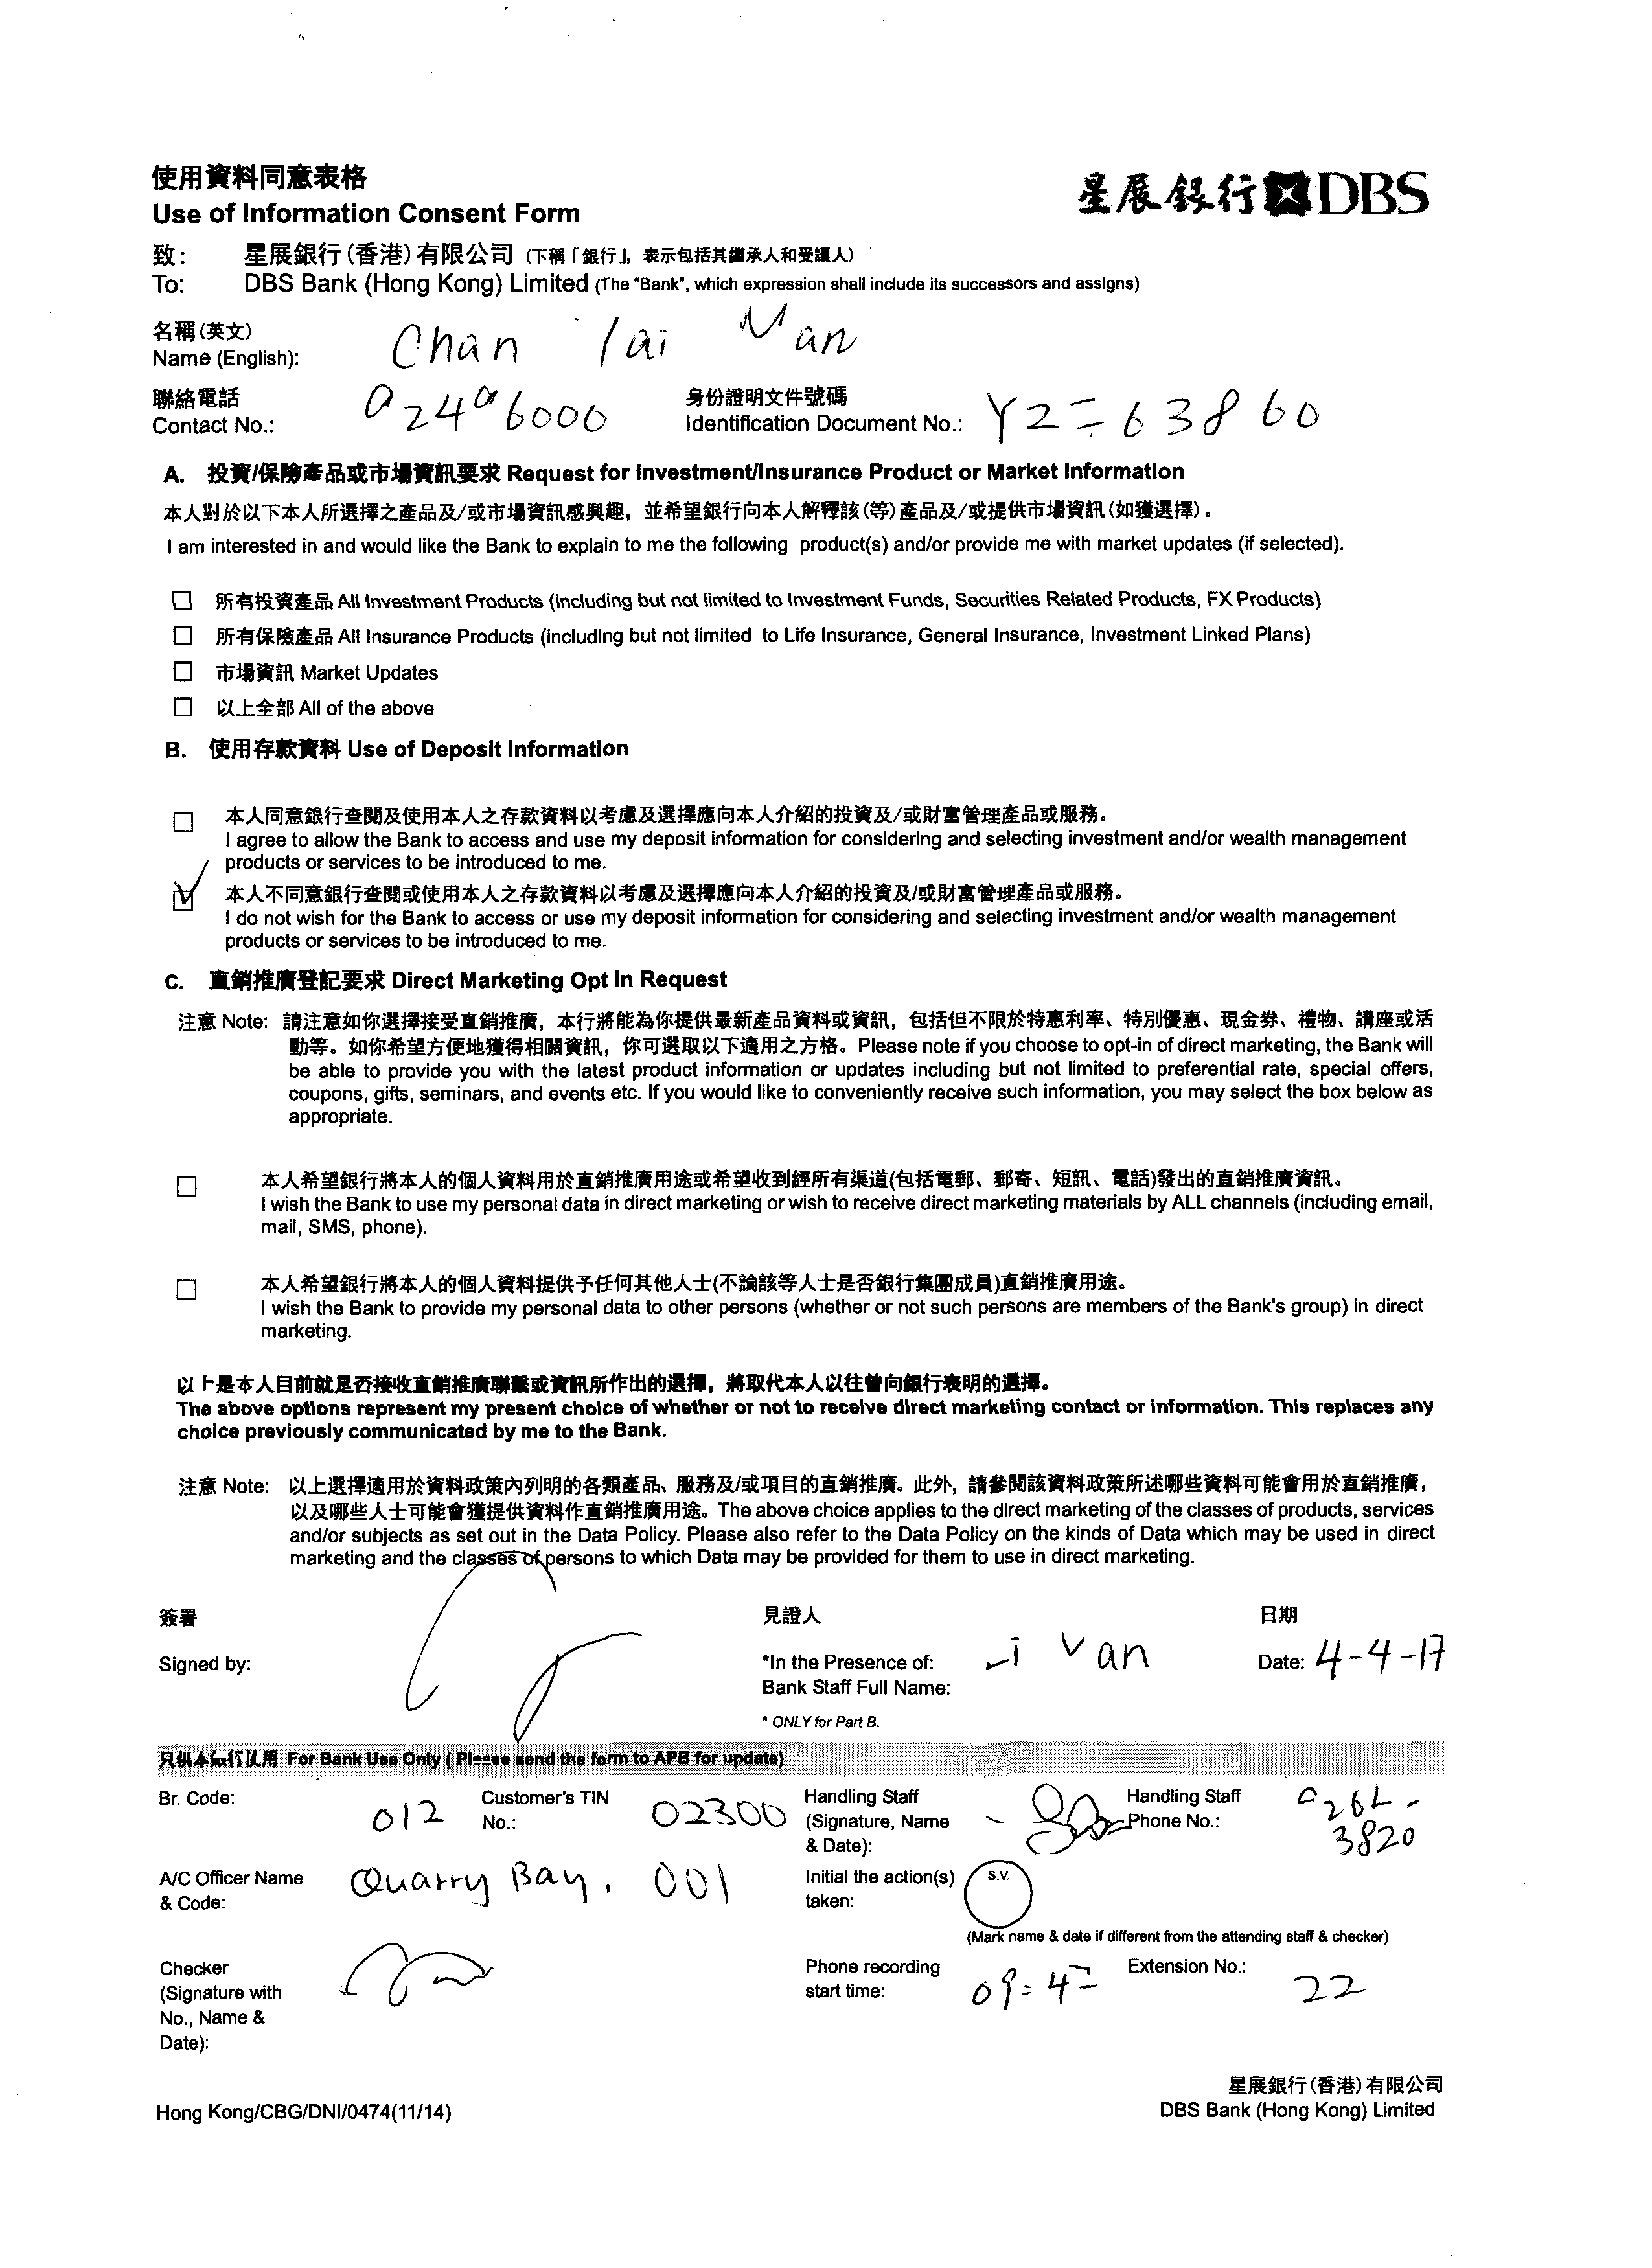 使用資料同意表格
Use of Information Consent Form
星展銀行 DBS
致: 星展銀行(香港)有限公司 (下稱「銀行」, 表示包括其繼承人和受讓人)
To: DBS Bank (Hong Kong) Limited (The "Bank", which expression shall include its successors and assigns)
名稱(英文)
Name (English): Chan Tai Man
聯絡電話 身份證明文件號碼
Contact No.: Identification Document No.:
A. 投資/保險產品或市場資訊要求 Request for Investment/Insurance Product or Market Information
本人對於以下本人所選擇之產品及/或市場資訊感興趣, 並希望銀行向本人解釋該(等)產品及/或提供市場資訊(如獲選擇)。
I am interested in and would like the Bank to explain to me the following product(s) and/or provide me with market updates (if selected).
☐ 所有投資產品 All Investment Products (including but not limited to Investment Funds, Securities Related Products, FX Products)
☐ 所有保險產品 All Insurance Products (including but not limited to Life Insurance, General Insurance, Investment Linked Plans)
☐ 市場資訊 Market Updates
☐ 以上全部 All of the above
B. 使用存款資料 Use of Deposit Information
☐ 本人同意銀行查閱及使用本人之存款資料以考慮及選擇應向本人介紹的投資及/或財富管理產品或服務。
I agree to allow the Bank to access and use my deposit information for considering and selecting investment and/or wealth management
products or services to be introduced to me.
☑ 本人不同意銀行查閱或使用本人之存款資料以考慮及選擇應向本人介紹的投資及/或財富管理產品或服務。
I do not wish for the Bank to access or use my deposit information for considering and selecting investment and/or wealth management
products or services to be introduced to me.
C. 直銷推廣登記要求 Direct Marketing Opt In Request
注意 Note: 請注意如你選擇接受直銷推廣, 本行將能為你提供最新產品資料或資訊, 包括但不限於特惠利率、特別優惠、現金券、禮物、講座或活
動等。如你希望方便地獲得相關資訊, 你可選取以下適用之方格。Please note if you choose to opt-in of direct marketing, the Bank will
be able to provide you with the latest product information or updates including but not limited to preferential rate, special offers,
coupons, gifts, seminars, and events etc. If you would like to conveniently receive such information, you may select the box below as
appropriate.
☐ 本人希望銀行將本人的個人資料用於直銷推廣用途或希望收到經所有渠道(包括電郵、郵寄、短訊、電話)發出的直銷推廣資訊。
I wish the Bank to use my personal data in direct marketing or wish to receive direct marketing materials by ALL channels (including email,
mail, SMS, phone).
☐ 本人希望銀行將本人的個人資料提供予任何其他人士(不論該等人士是否銀行集團成員)直銷推廣用途。
I wish the Bank to provide my personal data to other persons (whether or not such persons are members of the Bank's group) in direct
marketing.
以上是本人目前就是否接收直銷推廣聯繫或資訊所作出的選擇, 將取代本人以往曾向銀行表明的選擇。
The above options represent my present choice of whether or not to receive direct marketing contact or information. This replaces any
choice previously communicated by me to the Bank.
注意 Note: 以上選擇適用於資料政策內列明的各類產品、服務及/或項目的直銷推廣。此外, 請參閱該資料政策所述哪些資料可能會用於直銷推廣,
以及哪些人士可能會獲提供資料作直銷推廣用途。The above choice applies to the direct marketing of the classes of products, services
and/or subjects as set out in the Data Policy. Please also refer to the Data Policy on the kinds of Data which may be used in direct
marketing and the classes of persons to which Data may be provided for them to use in direct marketing.
簽署 見證人 日期
Signed by: *In the Presence of: Van Date: 4-4-17
Bank Staff Full Name:
* ONLY for Part B.
只供本銀行使用 For Bank Use Only ( Please send the form to APB for update)
Br. Code: 012 Customer's TIN No.: 02300 Handling Staff (Signature, Name & Date): Handling Staff Phone No.: 3820
A/C Officer Name & Code: Quarry Bay, 001 Initial the action(s) taken: S.V.
(Mark name & date if different from the attending staff & checker)
Checker (Signature with No., Name & Date): Phone recording start time: Extension No.: 22
星展銀行(香港)有限公司
Hong Kong/CBG/DNI/0474(11/14) DBS Bank (Hong Kong) Limited